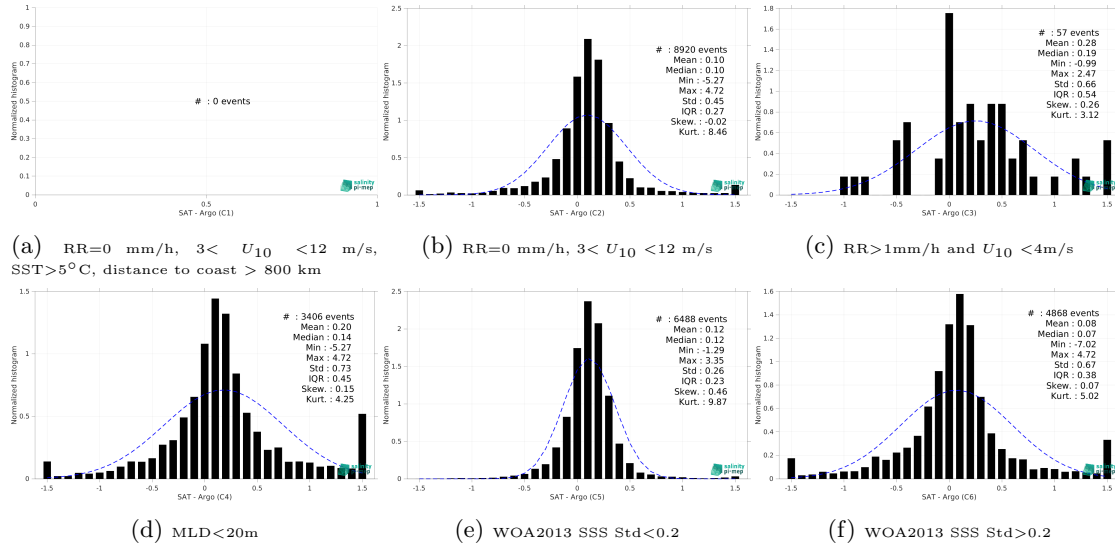 1
0.9
0.8
0.7
0.6
0.5
0.4
0.3
0.2
0.1
0
Normalized histogram
# : 0 events
salinity
pi-mep
0 0.5 1
SAT - Argo (C1)
(a) RR=0 mm/h, 3< U10 <12 m/s,
SST>5°C, distance to coast > 800 km
2.5
2
1.5
1
0.5
0
Normalized histogram
# : 8920 events
Mean : 0.10
Median : 0.10
Min : -5.27
Max : 4.72
Std : 0.45
IQR : 0.27
Skew. : -0.02
Kurt. : 8.46
salinity
pi-mep
-1.5 -1 -0.5 0 0.5 1 1.5
SAT - Argo (C2)
(b) RR=0 mm/h, 3< U10 <12 m/s
1.8
1.6
1.4
1.2
1
0.8
0.6
0.4
0.2
0
Normalized histogram
# : 57 events
Mean : 0.28
Median : 0.19
Min : -0.99
Max : 2.47
Std : 0.66
IQR : 0.54
Skew. : 0.26
Kurt. : 3.12
salinity
pi-mep
-1.5 -1 -0.5 0 0.5 1 1.5
SAT - Argo (C3)
(c) RR>1mm/h and U10 <4m/s
1.5
1
0.5
0
Normalized histogram
# : 3406 events
Mean : 0.20
Median : 0.14
Min : -5.27
Max : 4.72
Std : 0.73
IQR : 0.45
Skew. : 0.15
Kurt. : 4.25
salinity
pi-mep
-1.5 -1 -0.5 0 0.5 1 1.5
SAT - Argo (C4)
(d) MLD<20m
2.5
2
1.5
1
0.5
0
Normalized histogram
# : 6488 events
Mean : 0.12
Median : 0.12
Min : -1.29
Max : 3.35
Std : 0.26
IQR : 0.23
Skew. : 0.46
Kurt. : 9.87
salinity
pi-mep
-1.5 -1 -0.5 0 0.5 1 1.5
SAT - Argo (C5)
(e) WOA2013 SSS Std<0.2
1.6
1.4
1.2
1
0.8
0.6
0.4
0.2
0
Normalized histogram
# : 4868 events
Mean : 0.08
Median : 0.07
Min : -7.02
Max : 4.72
Std : 0.67
IQR : 0.38
Skew. : 0.07
Kurt. : 5.02
salinity
pi-mep
-1.5 -1 -0.5 0 0.5 1 1.5
SAT - Argo (C6)
(f) WOA2013 SSS Std>0.2